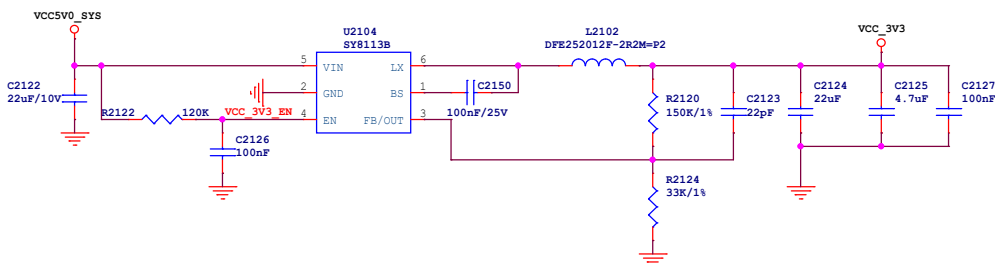 VCC5V0_SYS
U2104
SY8113B
L2102
DFE252012F-2R2M=P2
VCC_3V3
5 VIN LX 6
2 GND BS 1
4 EN FB/OUT 3
C2122
22uF/10V
R2122 120K
VCC_3V3_EN
C2126
100nF
C2150
100nF/25V
R2120
150K/1%
C2123
22pF
C2124
22uF
C2125
4.7uF
C2127
100nF
R2124
33K/1%